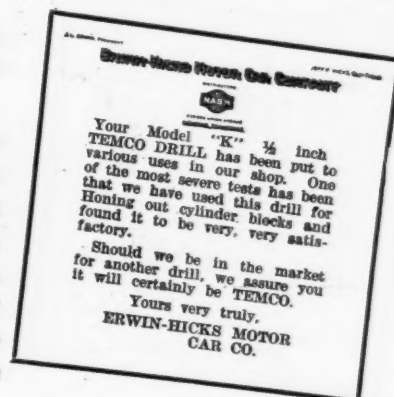 ERWIN-HICKS MOTOR CAR COMPANY
NASH
Your Model "K" ½ inch
TEMCO DRILL has been put to
various uses in our shop. One
of the most severe tests has been
that we have used this drill for
Honing out cylinder blocks and
found it to be very, very satis-
factory.
Should we be in the market
for another drill, we assure you
it will certainly be TEMCO.
Yours very truly,
ERWIN-HICKS MOTOR
CAR CO.